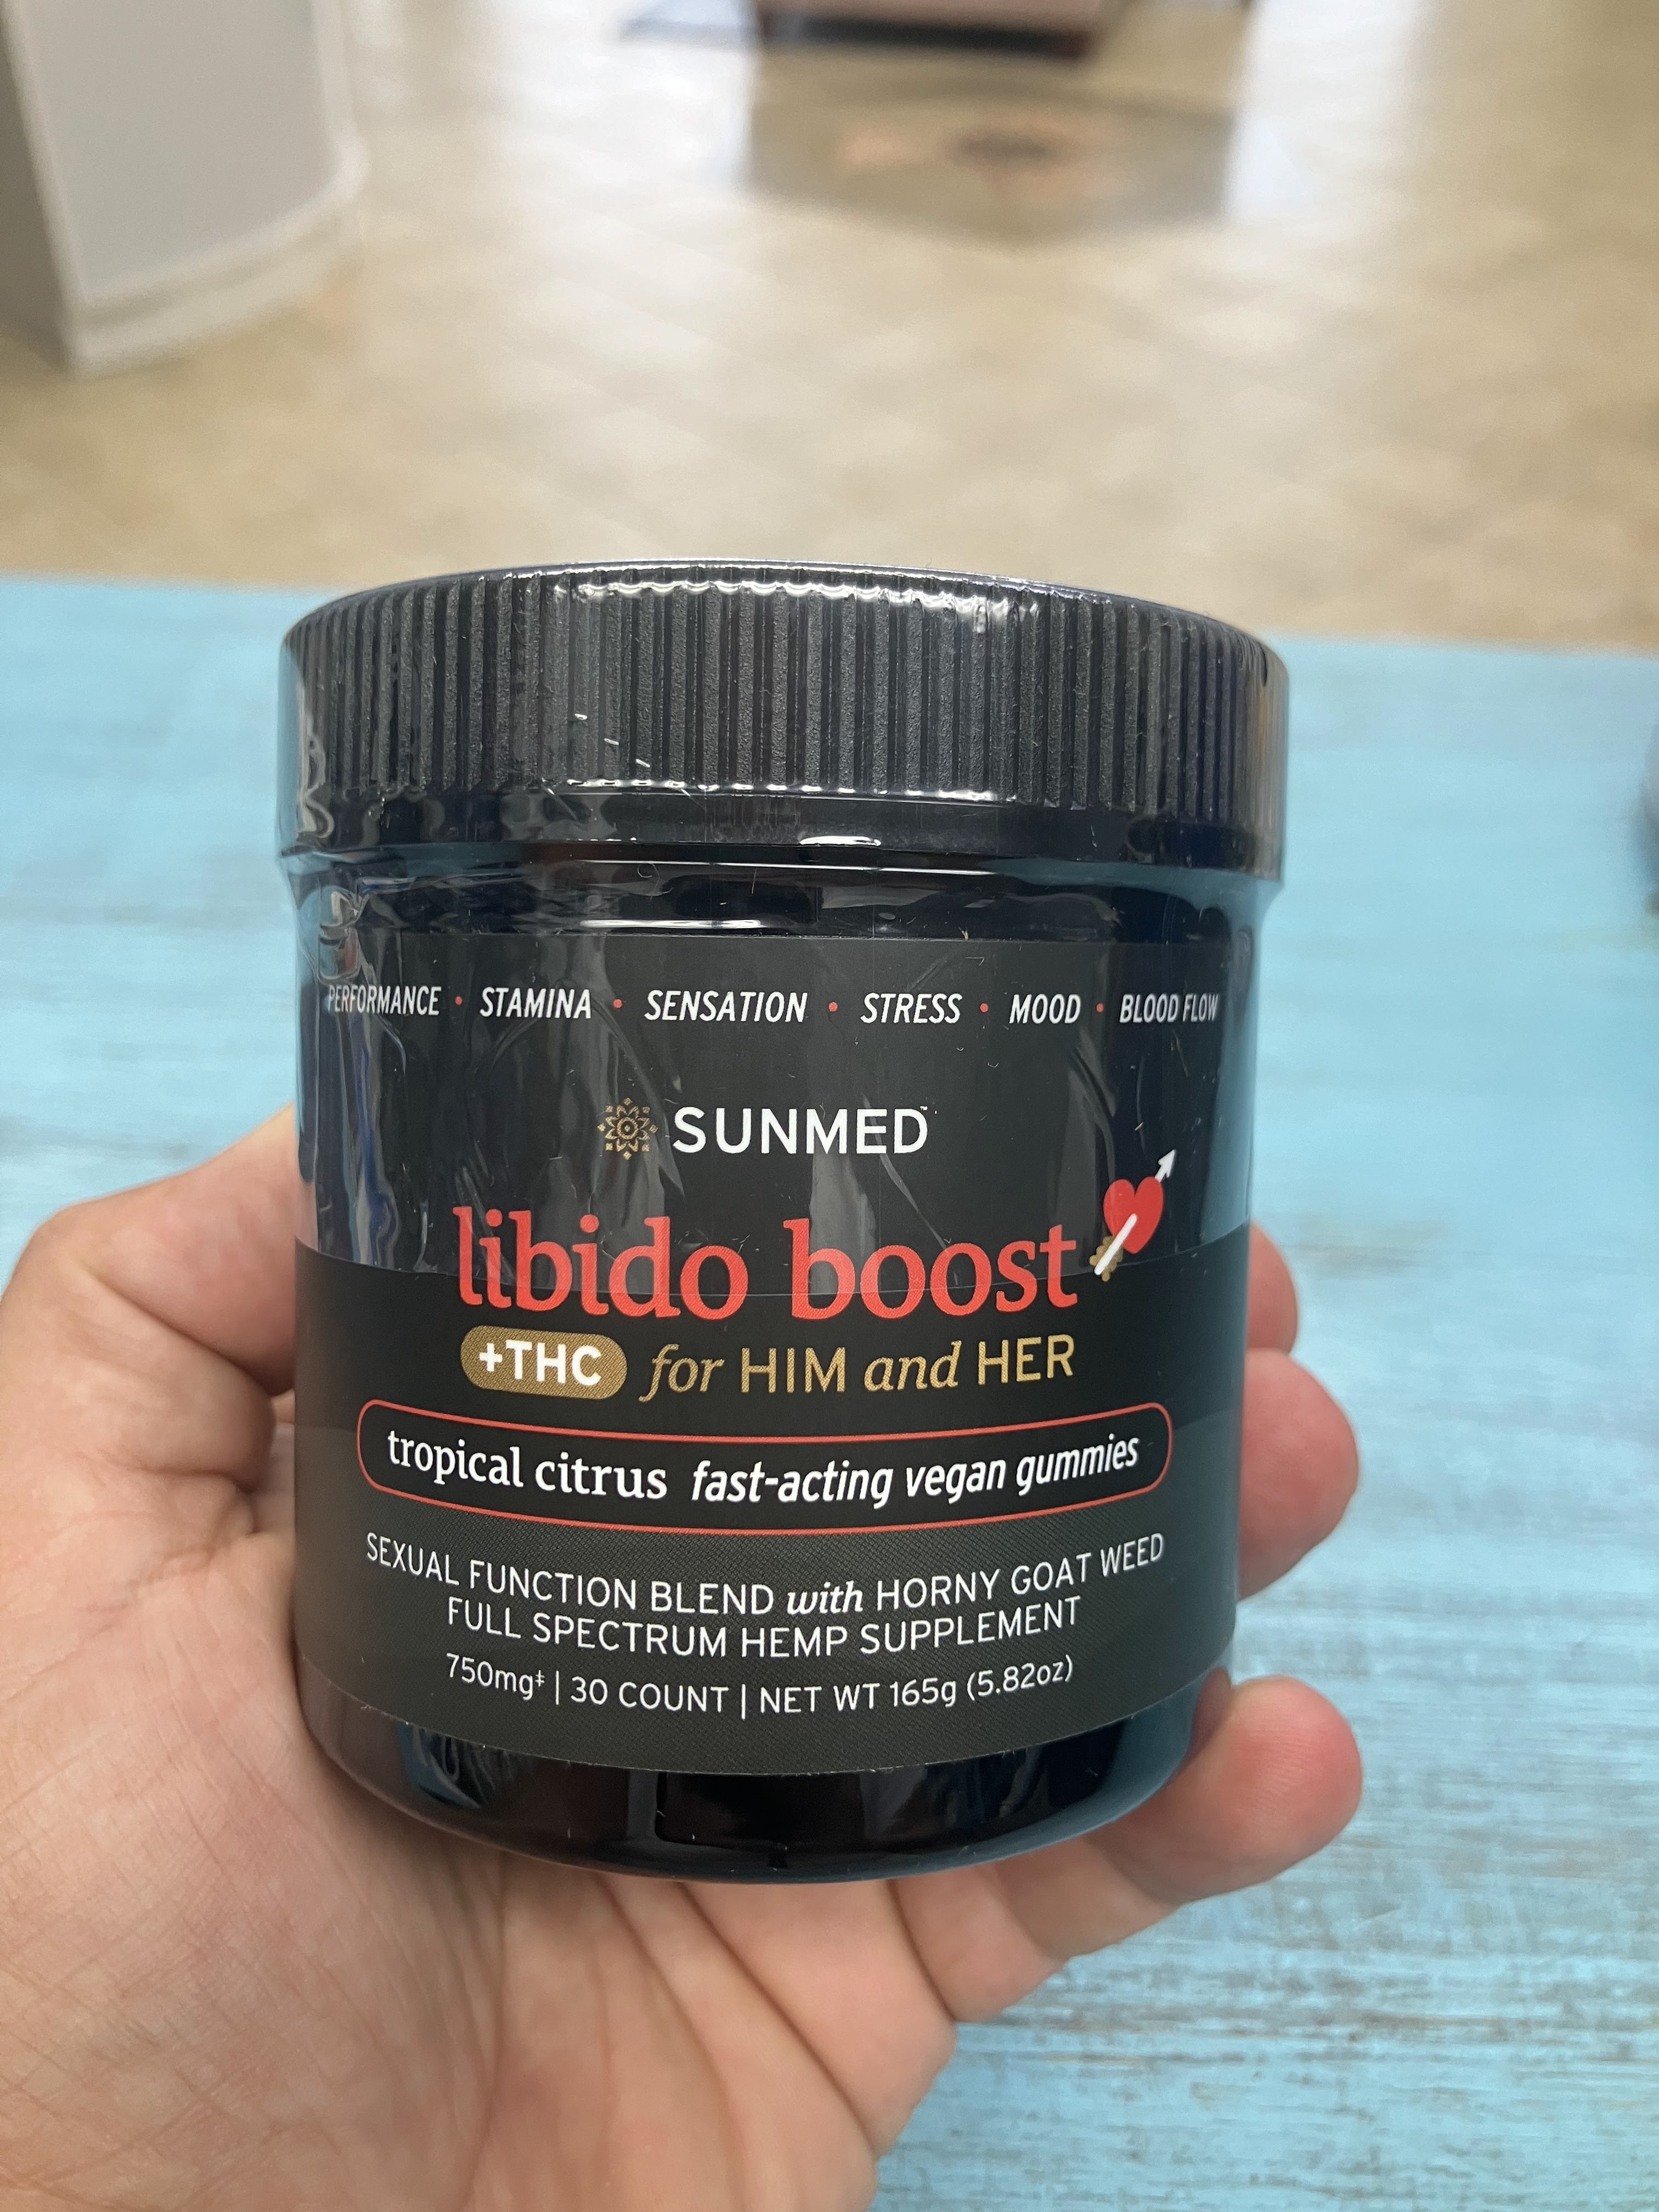 PERFORMANCE • STAMINA • SENSATION • STRESS • MOOD • BLOOD FLOW
SUNMED™
libido boost
+THC for HIM and HER
tropical citrus fast-acting vegan gummies
SEXUAL FUNCTION BLEND with HORNY GOAT WEED
FULL SPECTRUM HEMP SUPPLEMENT
750mg‡ | 30 COUNT | NET WT 165g (5.82oz)